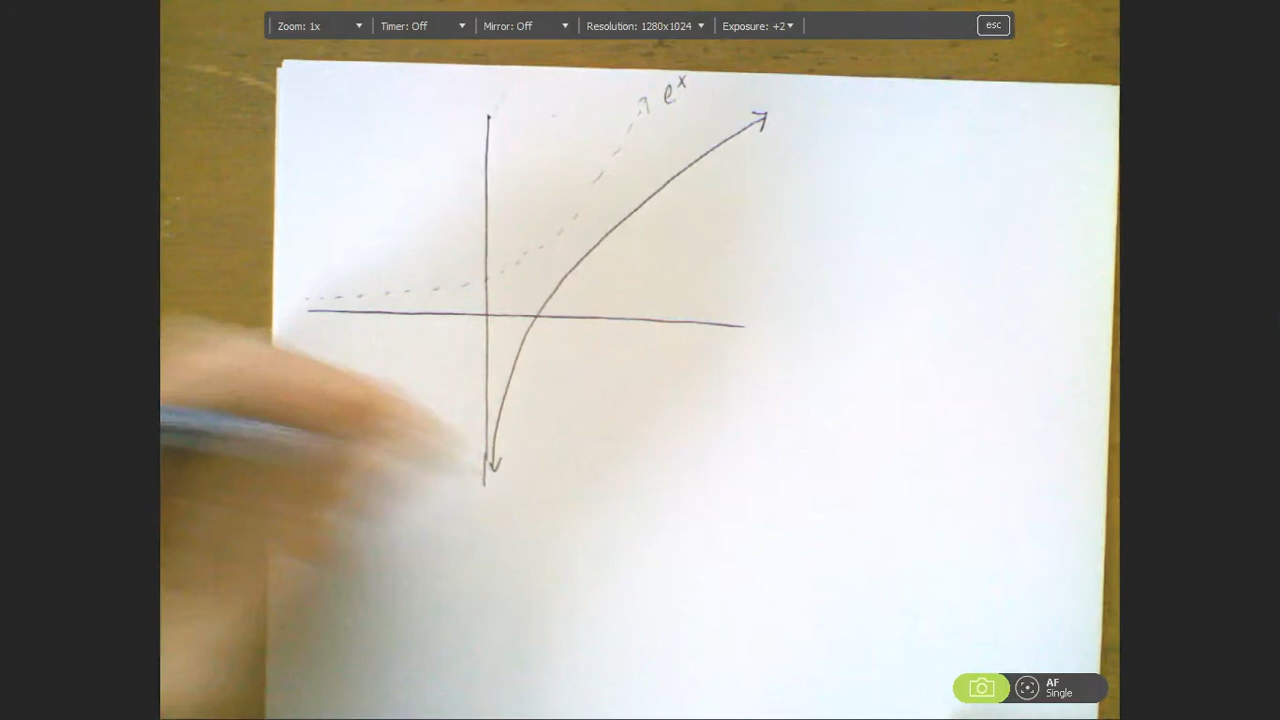 Zoom: 1x Timer: Off Mirror: Off Resolution: 1280x1024 Exposure: +2 esc
e^x
AF
Single